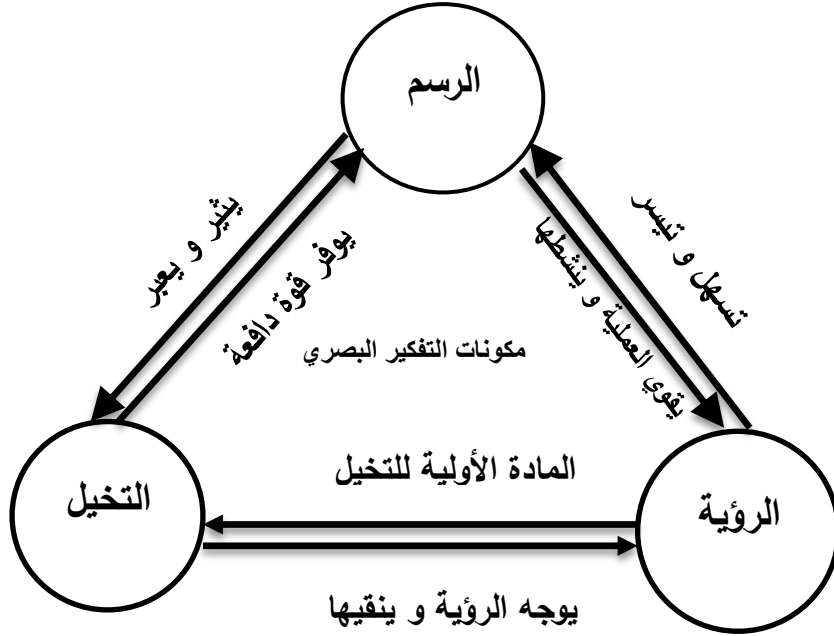 الرسم
تسهل و تيسر
يقوي العملية و ينشطها
يثير و يعبر
يوفر قوة دافعة
مكونات التفكير البصري
المادة الأولية للتخيل
الرؤية
التخيل
يوجه الرؤية و ينقيها